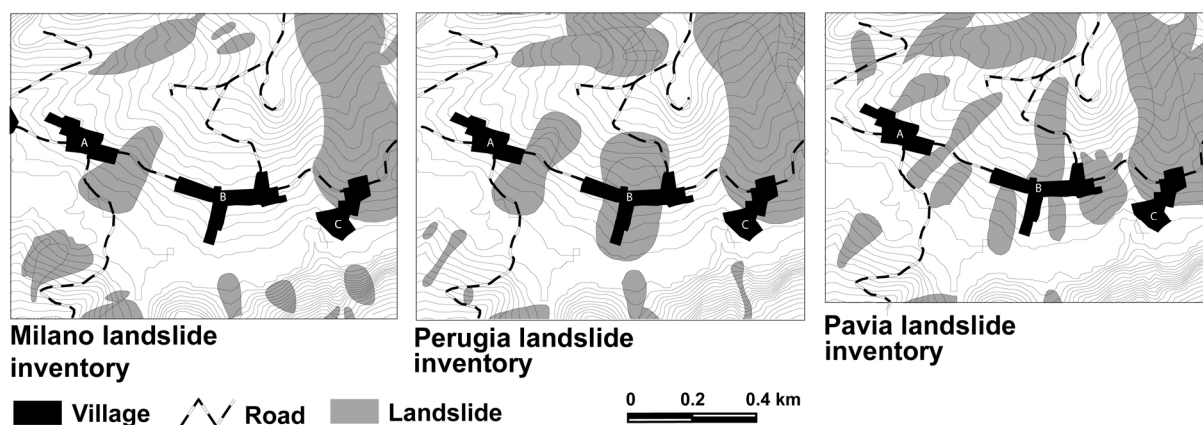 A
B
C
A
B
C
A
B
C
Milano landslide
inventory
Perugia landslide
inventory
Pavia landslide
inventory
Village
Road
Landslide
0 0.2 0.4 km